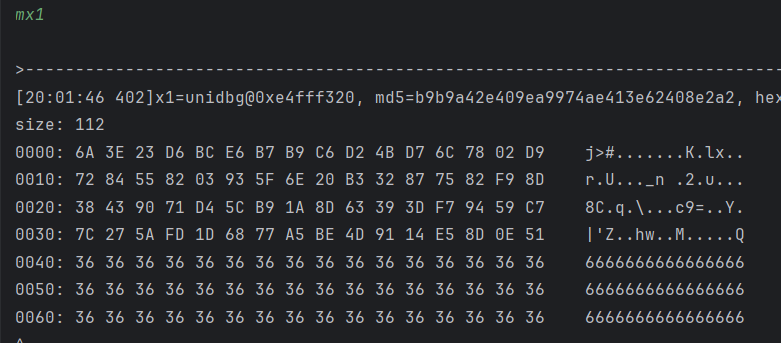 mx1
>-----------------------------------------------------------------------------
[20:01:46 402]x1=unidbg@0xe4fff320, md5=b9b9a42e409ea9974ae413e62408e2a2, hex
size: 112
0000: 6A 3E 23 D6 BC E6 B7 B9 C6 D2 4B D7 6C 78 02 D9    j>#.......K.lx..
0010: 72 84 55 82 03 93 5F 6E 20 B3 32 87 75 82 F9 8D    r.U..._n .2.u...
0020: 38 43 90 71 D4 5C B9 1A 8D 63 39 3D F7 94 59 C7    8C.q.\...c9=..Y.
0030: 7C 27 5A FD 1D 68 77 A5 BE 4D 91 14 E5 8D 0E 51    |'Z..hw..M.....Q
0040: 36 36 36 36 36 36 36 36 36 36 36 36 36 36 36 36    6666666666666666
0050: 36 36 36 36 36 36 36 36 36 36 36 36 36 36 36 36    6666666666666666
0060: 36 36 36 36 36 36 36 36 36 36 36 36 36 36 36 36    6666666666666666
^